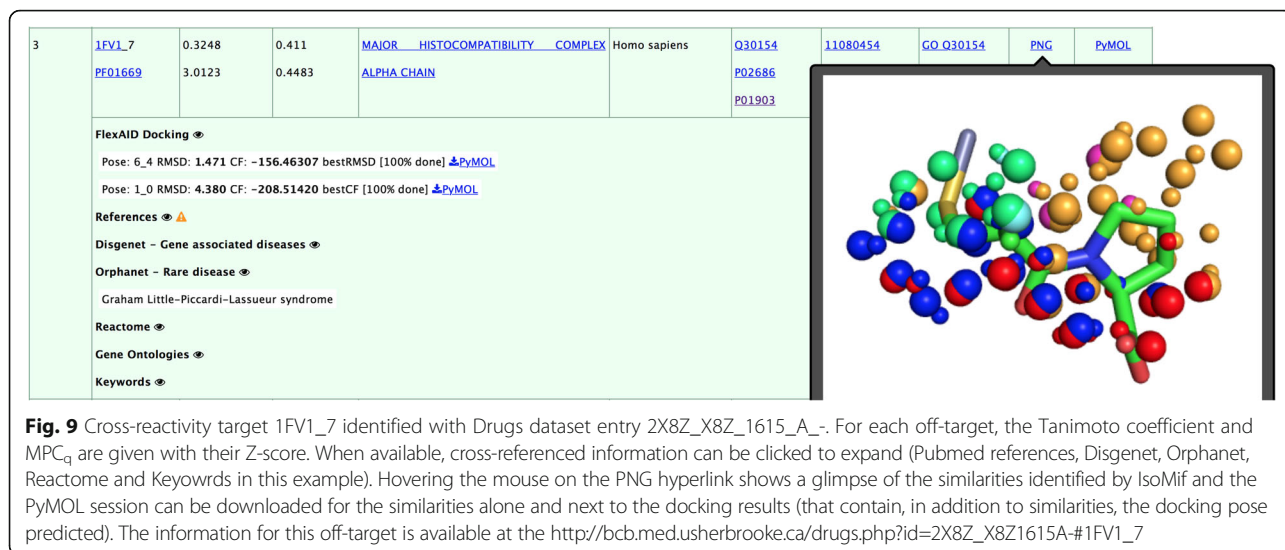 3 1FV1_7 0.3248 0.411 MAJOR HISTOCOMPATIBILITY COMPLEX Homo sapiens Q30154 11080454 GO Q30154 PNG PyMOL
PF01669 3.0123 0.4483 ALPHA CHAIN P02686
P01903
FlexAID Docking
Pose: 6_4 RMSD: 1.471 CF: -156.46307 bestRMSD [100% done] PyMOL
Pose: 1_0 RMSD: 4.380 CF: -208.51420 bestCF [100% done] PyMOL
References
Disgenet - Gene associated diseases
Orphanet - Rare disease
Graham Little-Piccardi-Lassueur syndrome
Reactome
Gene Ontologies
Keywords
Fig. 9 Cross-reactivity target 1FV1_7 identified with Drugs dataset entry 2X8Z_X8Z_1615_A_-. For each off-target, the Tanimoto coefficient and
MPCq are given with their Z-score. When available, cross-referenced information can be clicked to expand (Pubmed references, Disgenet, Orphanet,
Reactome and Keyowrds in this example). Hovering the mouse on the PNG hyperlink shows a glimpse of the similarities identified by IsoMif and the
PyMOL session can be downloaded for the similarities alone and next to the docking results (that contain, in addition to similarities, the docking pose
predicted). The information for this off-target is available at the http://bcb.med.usherbrooke.ca/drugs.php?id=2X8Z_X8Z1615A-#1FV1_7